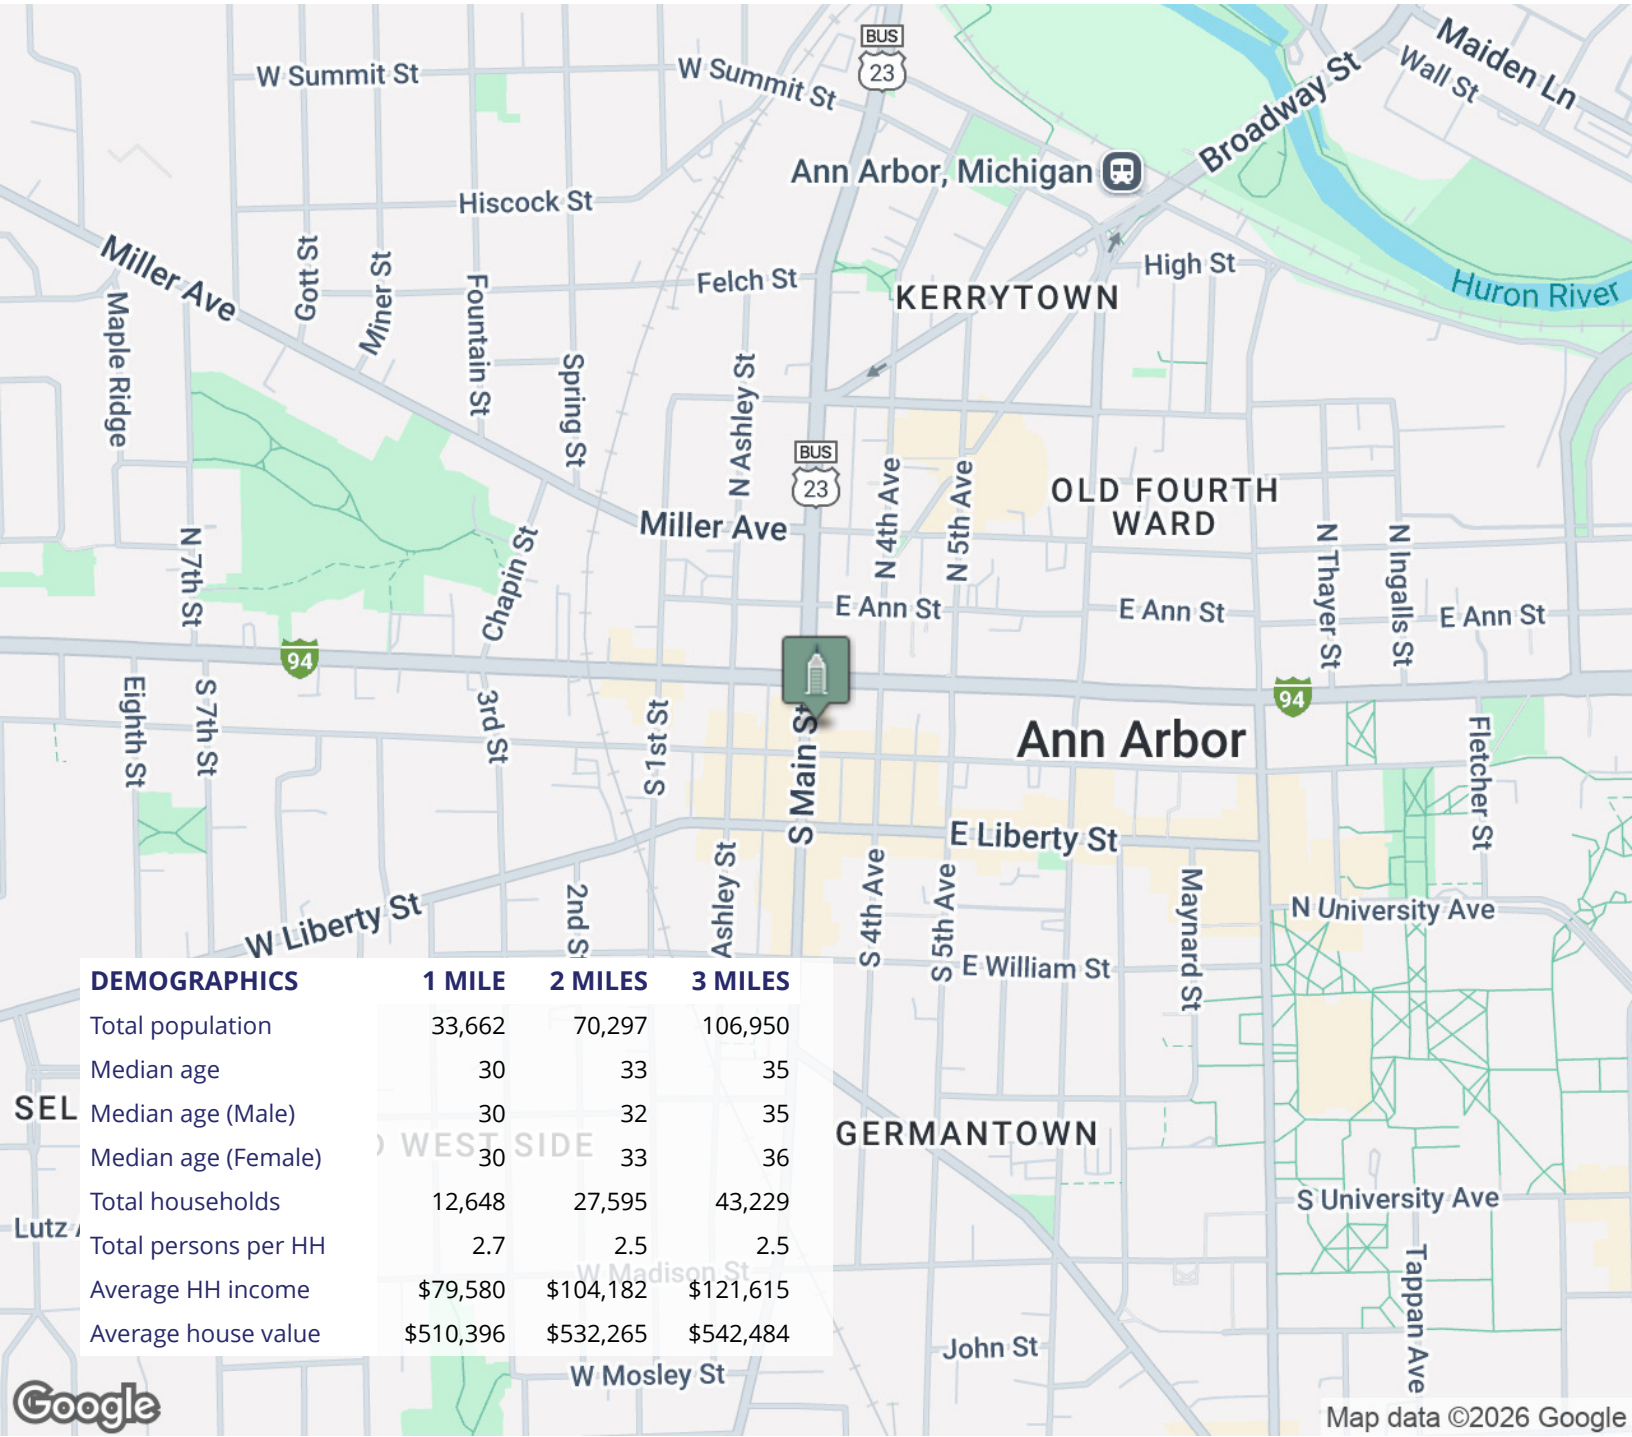 BUS
23
Maiden Ln
Wall St
W Summit St
W Summit St
Broadway St
Ann Arbor, Michigan
Hiscock St
Miller Ave
Gott St
Miner St
Felch St
High St
KERRYTOWN
Huron River
Maple Ridge
Fountain St
Spring St
N Ashley St
BUS
23
OLD FOURTH
WARD
Miller Ave
N 4th Ave
N 5th Ave
N 7th St
Chapin St
N Thayer St
N Ingalls St
E Ann St
E Ann St
E Ann St
94
94
Eighth St
S 7th St
3rd St
S 1st St
S Main St
Ann Arbor
Fletcher St
E Liberty St
W Liberty St
2nd St
Ashley St
S 4th Ave
S 5th Ave
Maynard St
N University Ave
E William St
DEMOGRAPHICS 1 MILE 2 MILES 3 MILES
Total population 33,662 70,297 106,950
Median age 30 33 35
Median age (Male) 30 32 35
Median age (Female) 30 33 36
Total households 12,648 27,595 43,229
Total persons per HH 2.7 2.5 2.5
Average HH income $79,580 $104,182 $121,615
Average house value $510,396 $532,265 $542,484
SEL
D WEST SIDE
GERMANTOWN
S University Ave
Lutz A
W Madison St
Tappan Ave
John St
W Mosley St
Google
Map data ©2026 Google